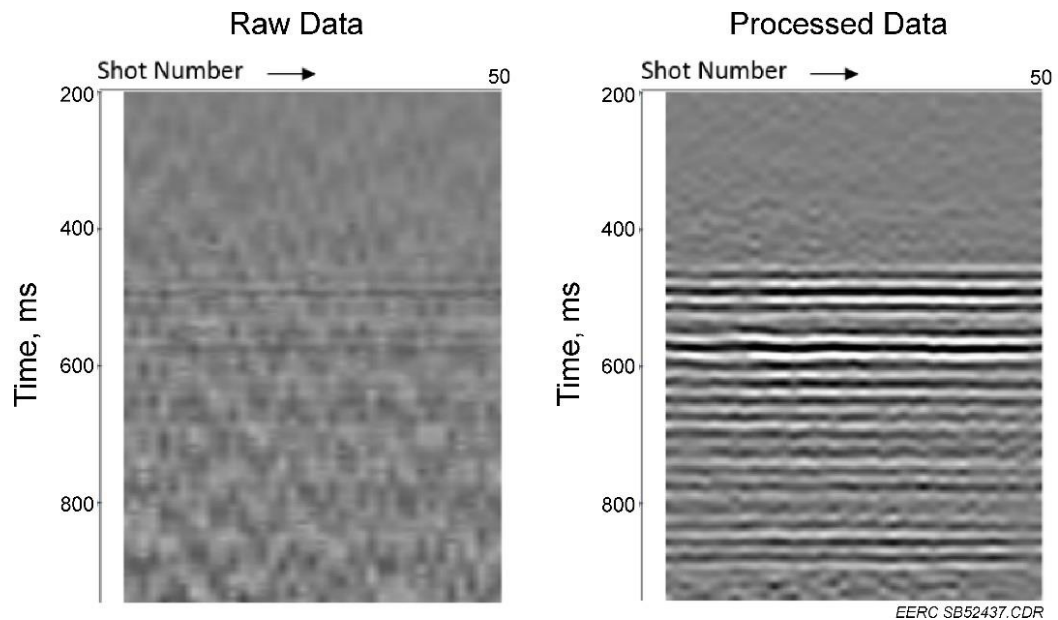 Raw Data
Shot Number
50
200
400
600
800
Time, ms
Processed Data
Shot Number
50
200
400
600
800
Time, ms
EERC SB52437.CDR